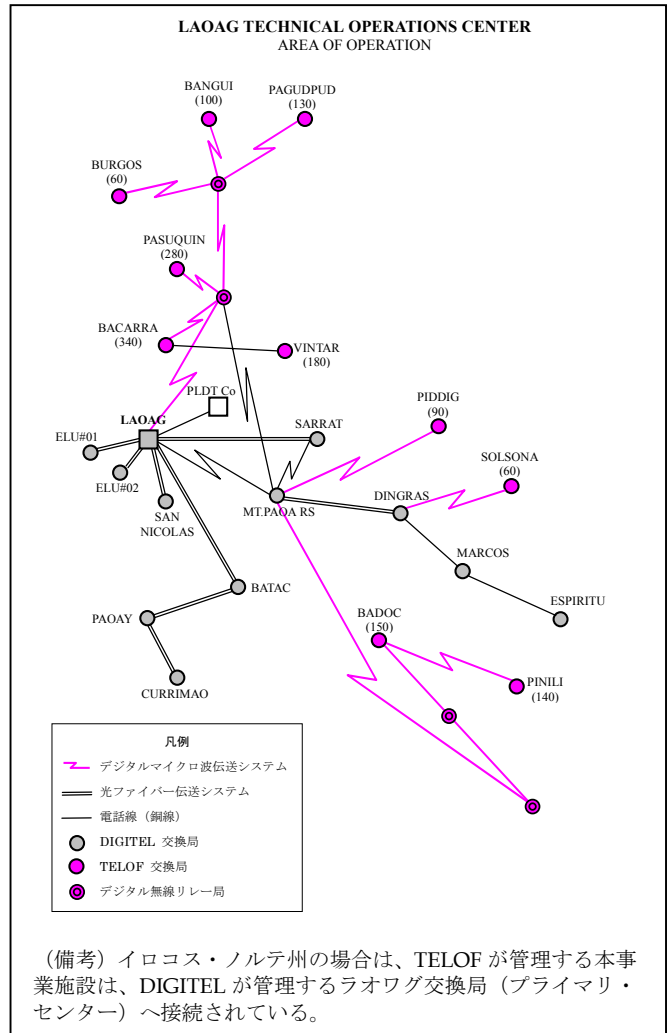 LAOAG TECHNICAL OPERATIONS CENTER
AREA OF OPERATION
BANGUI
(100)
PAGUDPUD
(130)
BURGOS
(60)
PASUQUIN
(280)
BACARRA
(340)
VINTAR
(180)
PLDT Co
LAOAG
SARRAT
PIDDIG
(90)
ELU#01
SOLSONA
(60)
ELU#02
SAN
NICOLAS
MT.PAOA RS
DINGRAS
MARCOS
BATAC
ESPIRITU
PAOAY
BADOC
(150)
CURRIMAO
PINILI
(140)
凡例
デジタルマイクロ波伝送システム
光ファイバー伝送システム
電話線（銅線）
DIGITEL 交換局
TELOF 交換局
デジタル無線リレー局
（備考）イロコス・ノルテ州の場合は、TELOF が管理する本事
業施設は、DIGITEL が管理するラオワグ交換局（プライマリ・
センター）へ接続されている。